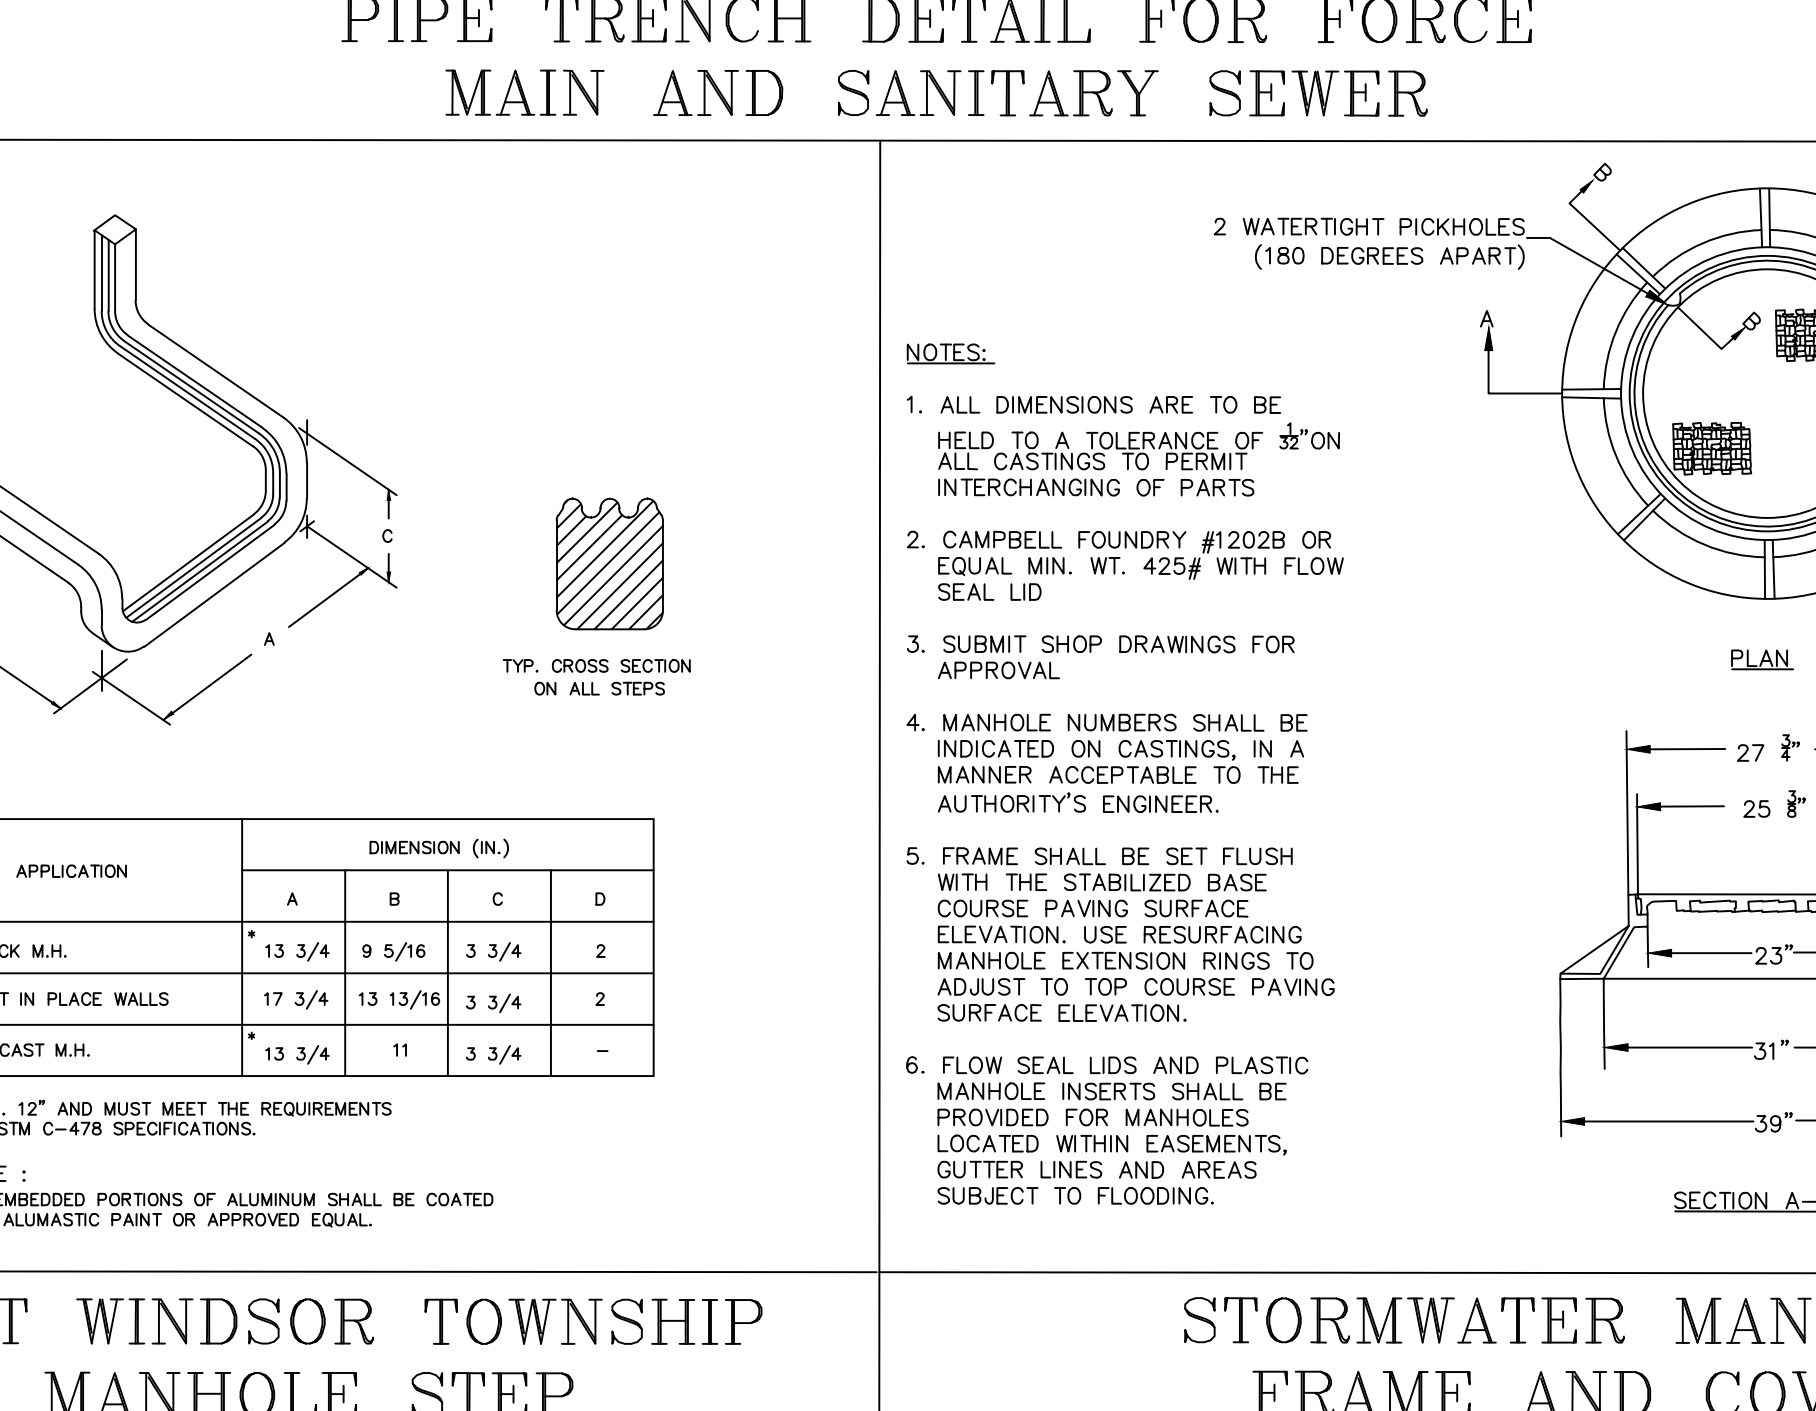 PIPE TRENCH DETAIL FOR FORCE
MAIN AND SANITARY SEWER
C
A
TYP. CROSS SECTION
ON ALL STEPS
APPLICATION
DIMENSION (IN.)
A B C D
CK M.H. * 13 3/4 9 5/16 3 3/4 2
T IN PLACE WALLS 17 3/4 13 13/16 3 3/4 2
CAST M.H. * 13 3/4 11 3 3/4 –
. 12" AND MUST MEET THE REQUIREMENTS
STM C–478 SPECIFICATIONS.
E :
EMBEDDED PORTIONS OF ALUMINUM SHALL BE COATED
ALUMASTIC PAINT OR APPROVED EQUAL.
T WINDSOR TOWNSHIP
MANHOLE STEP
2 WATERTIGHT PICKHOLES
(180 DEGREES APART)
B
B
A
NOTES:
1. ALL DIMENSIONS ARE TO BE
HELD TO A TOLERANCE OF 1/32"ON
ALL CASTINGS TO PERMIT
INTERCHANGING OF PARTS
2. CAMPBELL FOUNDRY #1202B OR
EQUAL MIN. WT. 425# WITH FLOW
SEAL LID
3. SUBMIT SHOP DRAWINGS FOR
APPROVAL
4. MANHOLE NUMBERS SHALL BE
INDICATED ON CASTINGS, IN A
MANNER ACCEPTABLE TO THE
AUTHORITY'S ENGINEER.
5. FRAME SHALL BE SET FLUSH
WITH THE STABILIZED BASE
COURSE PAVING SURFACE
ELEVATION. USE RESURFACING
MANHOLE EXTENSION RINGS TO
ADJUST TO TOP COURSE PAVING
SURFACE ELEVATION.
6. FLOW SEAL LIDS AND PLASTIC
MANHOLE INSERTS SHALL BE
PROVIDED FOR MANHOLES
LOCATED WITHIN EASEMENTS,
GUTTER LINES AND AREAS
SUBJECT TO FLOODING.
PLAN
27 3/4"
25 3/8"
23"
31"
39"
SECTION A–
STORMWATER MAN
FRAME AND COV